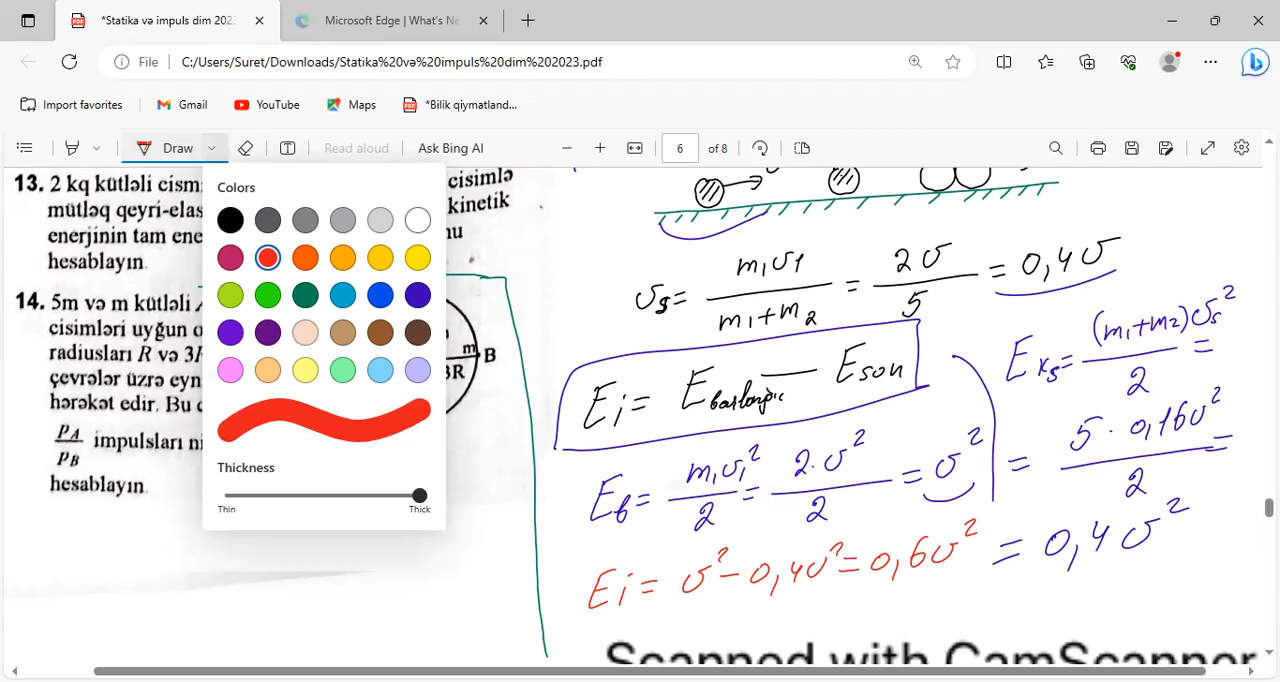 *Statika və impuls dim 202
Microsoft Edge | What's Ne
File
C:/Users/Suret/Downloads/Statika%20və%20impuls%20dim%202023.pdf
Import favorites
Gmail
YouTube
Maps
*Bilik qiymatland...
Draw
Read aloud
Ask Bing AI
6
of 8
Colors
Thickness
Thin
Thick
13. 2 kq kütləli cism
cisimlə
mütləq qeyri-elas
kinetik
enerjinin tam ene
hesablayın.
14. 5m və m kütləli
cisimləri uyğun o
radiusları R və 3
çevrələr üzrə eyn
hərəkət edir. Bu c
pA/pB impulsları ni
hesablayın.
m B
3R
υs = m1υ1/(m1+m2) = 2υ/5 = 0,4υ
Ei = Ebaşlanğıc — Eson
Eks = (m1+m2)υs²/2 =
= 5·0,16υ²/2 =
Eb = m1υ1²/2 = 2·υ²/2 = υ²
Ei = υ² - 0,4υ² = 0,6υ²
= 0,4υ²
Scanned with CamScanner